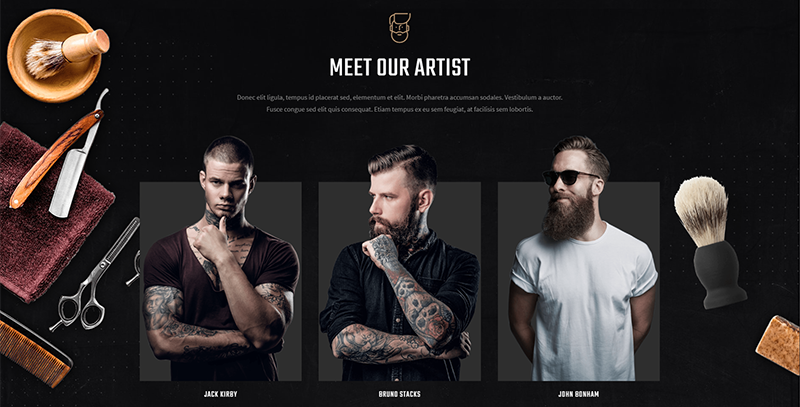 MEET OUR ARTIST
Donec elit ligula, tempus id placerat sed, elementum et elit. Morbi pharetra accumsan sodales. Vestibulum a auctor.
Fusce congue sed elit quis consequat. Etiam tempus ex eu sem feugiat, at facilisis sem lobortis.
JACK KIRBY
BRUNO STACKS
JOHN BONHAM